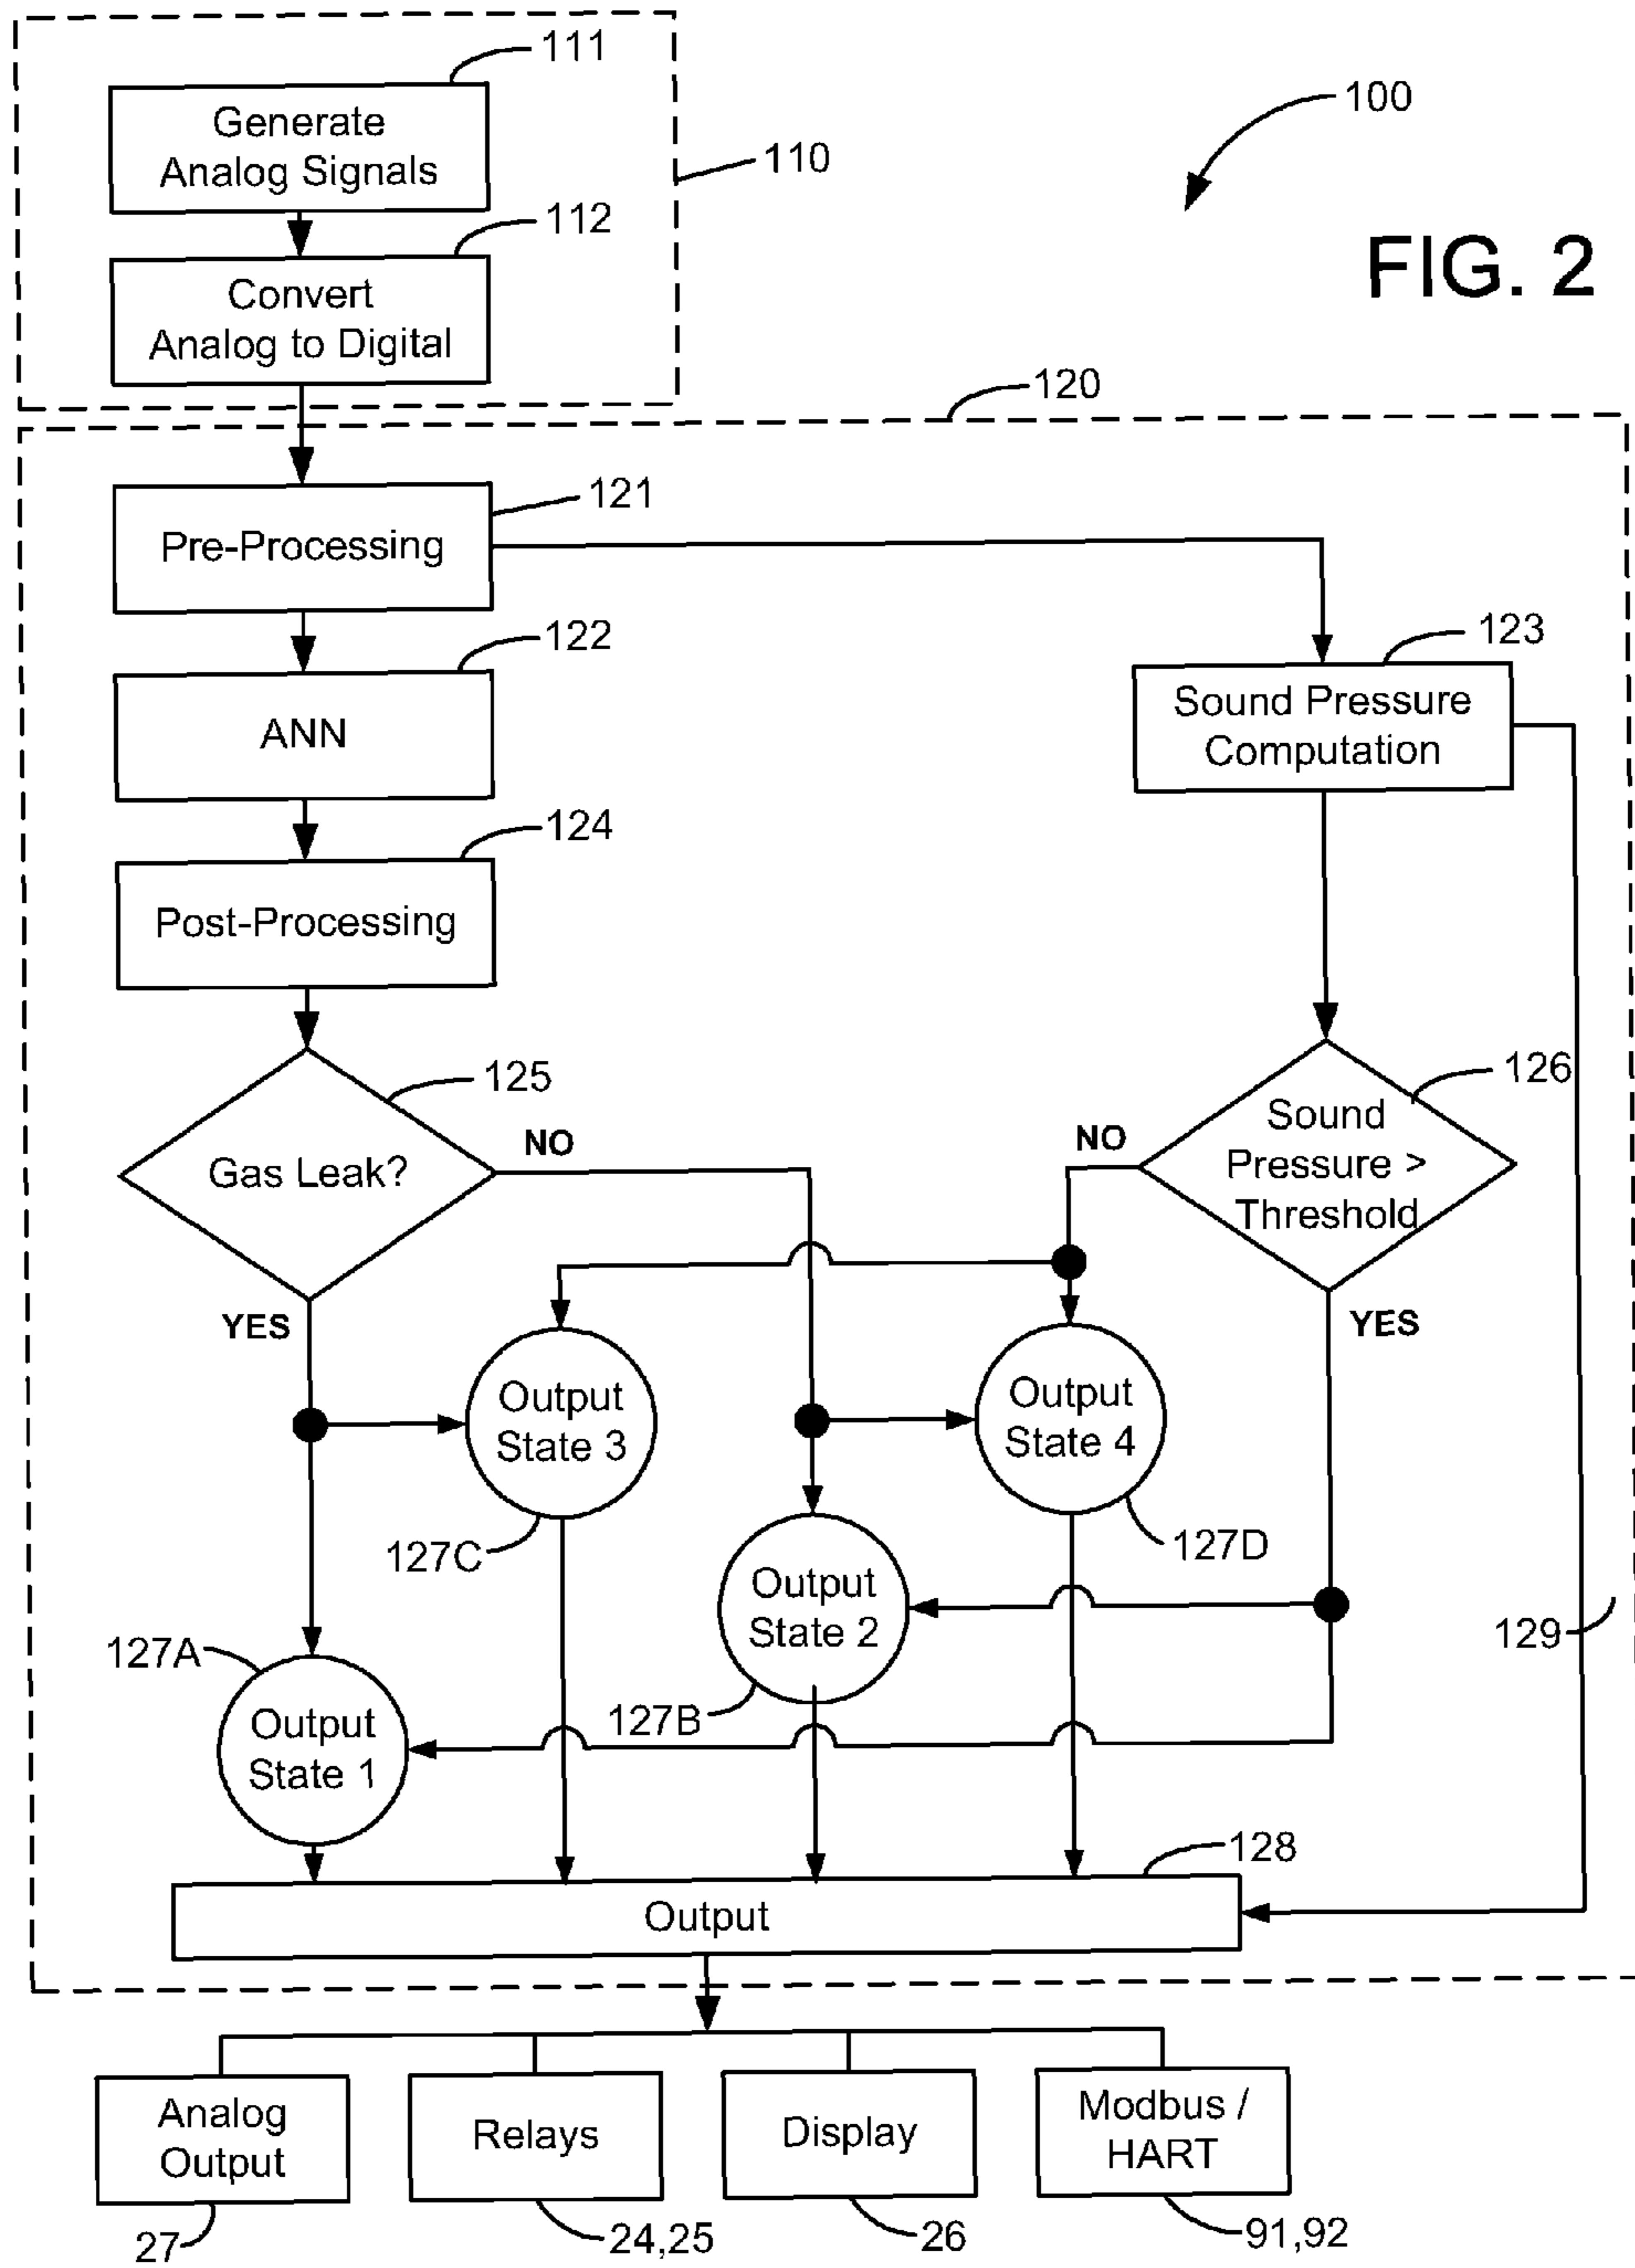 111
Generate
Analog Signals
110
100
112
Convert
Analog to Digital
FIG. 2
120
121
Pre-Processing
122
123
ANN
Sound Pressure
Computation
124
Post-Processing
125
126
Gas Leak?
NO
NO
Sound
Pressure >
Threshold
YES
YES
Output
State 3
Output
State 4
127C
127D
Output
State 2
127A
127B
129
Output
State 1
128
Output
Analog
Output
Relays
Display
Modbus /
HART
27
24,25
26
91,92